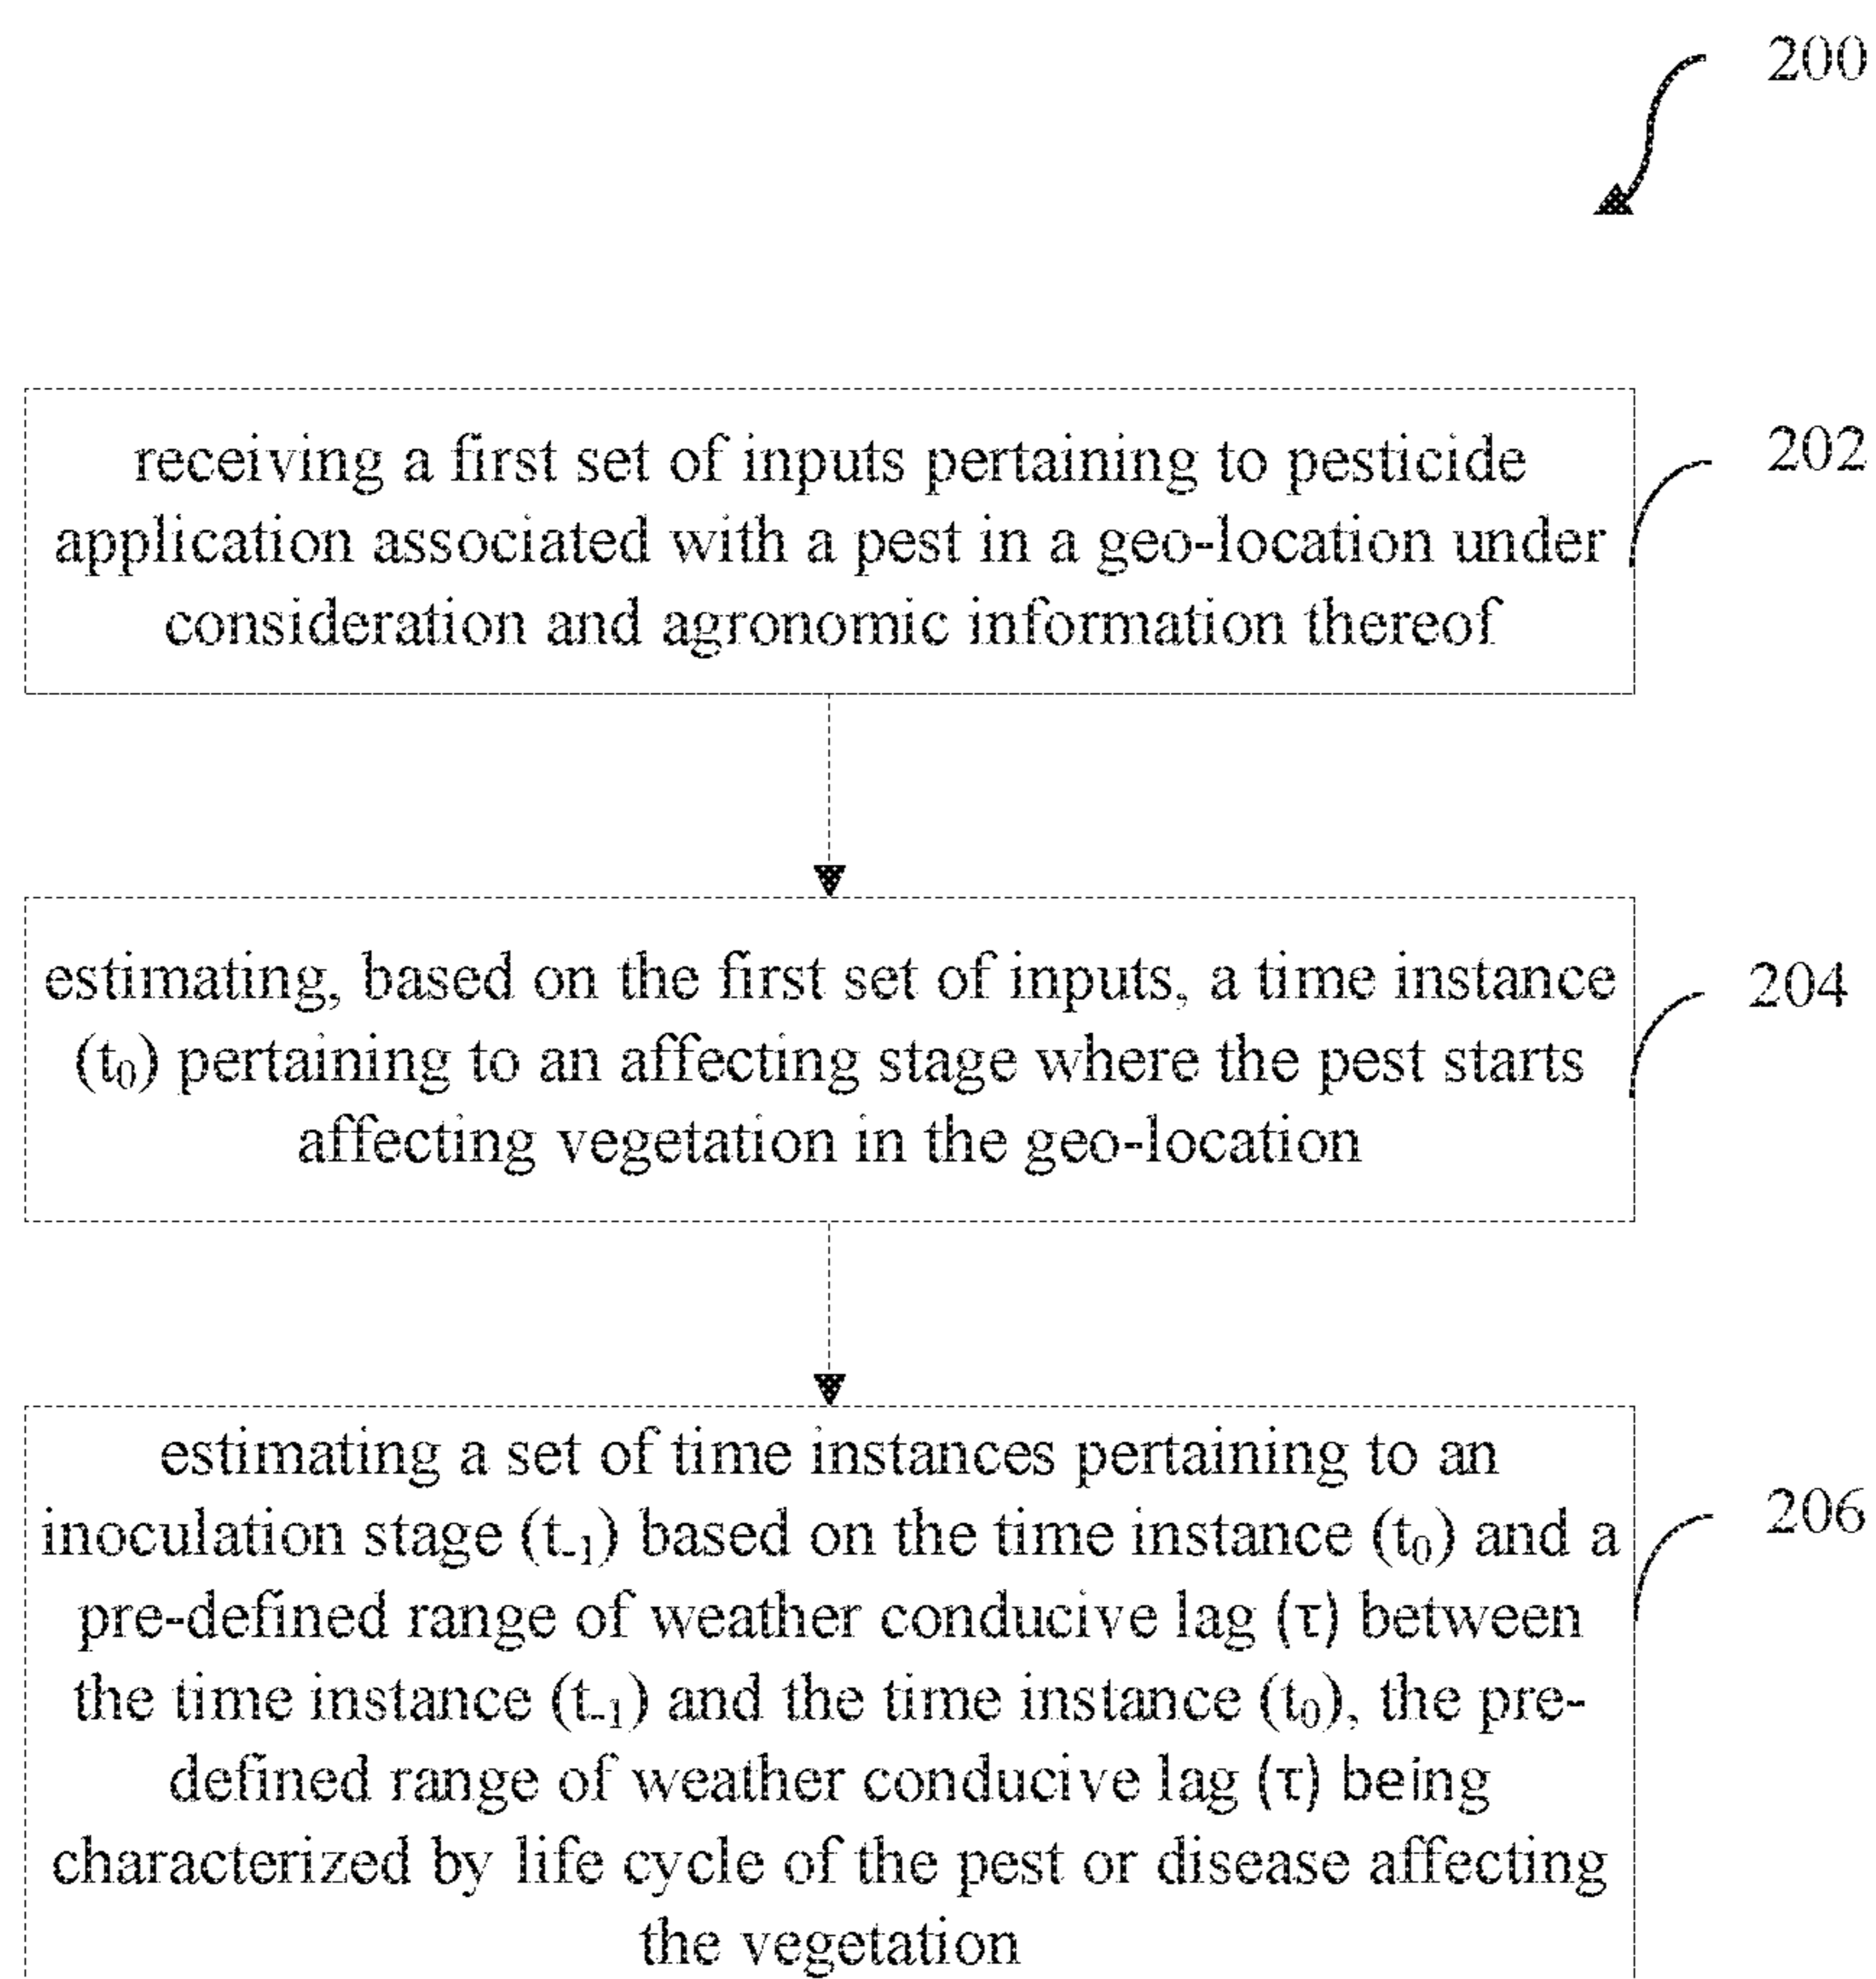 200
receiving a first set of inputs pertaining to pesticide
application associated with a pest in a geo-location under
consideration and agronomic information thereof
202
estimating, based on the first set of inputs, a time instance
(t₀) pertaining to an affecting stage where the pest starts
affecting vegetation in the geo-location
204
estimating a set of time instances pertaining to an
inoculation stage (t₋₁) based on the time instance (t₀) and a
pre-defined range of weather conducive lag (τ) between
the time instance (t₋₁) and the time instance (t₀), the pre-
defined range of weather conducive lag (τ) being
characterized by life cycle of the pest or disease affecting
the vegetation
206